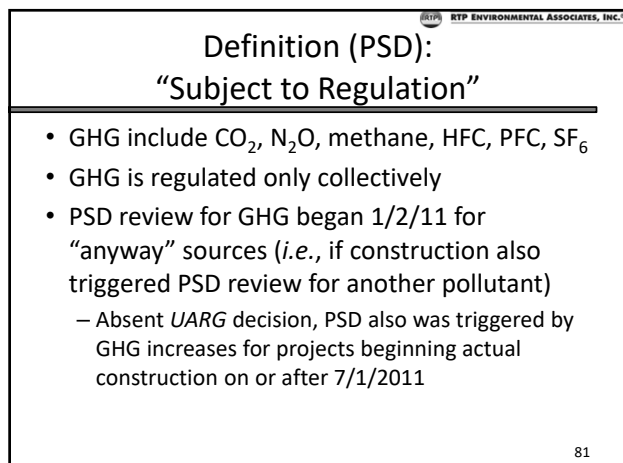 RTP ENVIRONMENTAL ASSOCIATES, INC.®
Definition (PSD):
“Subject to Regulation”
• GHG include CO₂, N₂O, methane, HFC, PFC, SF₆
• GHG is regulated only collectively
• PSD review for GHG began 1/2/11 for
“anyway” sources (i.e., if construction also
triggered PSD review for another pollutant)
– Absent UARG decision, PSD also was triggered by
GHG increases for projects beginning actual
construction on or after 7/1/2011
81